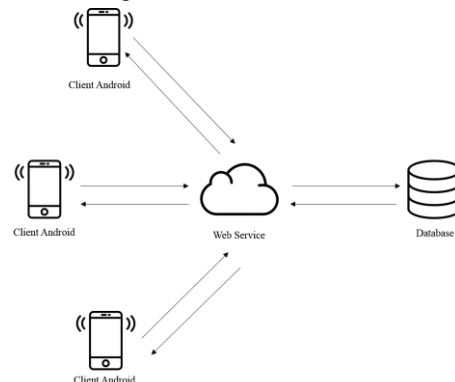 Client Android
Client Android
Web Service
Database
Client Android